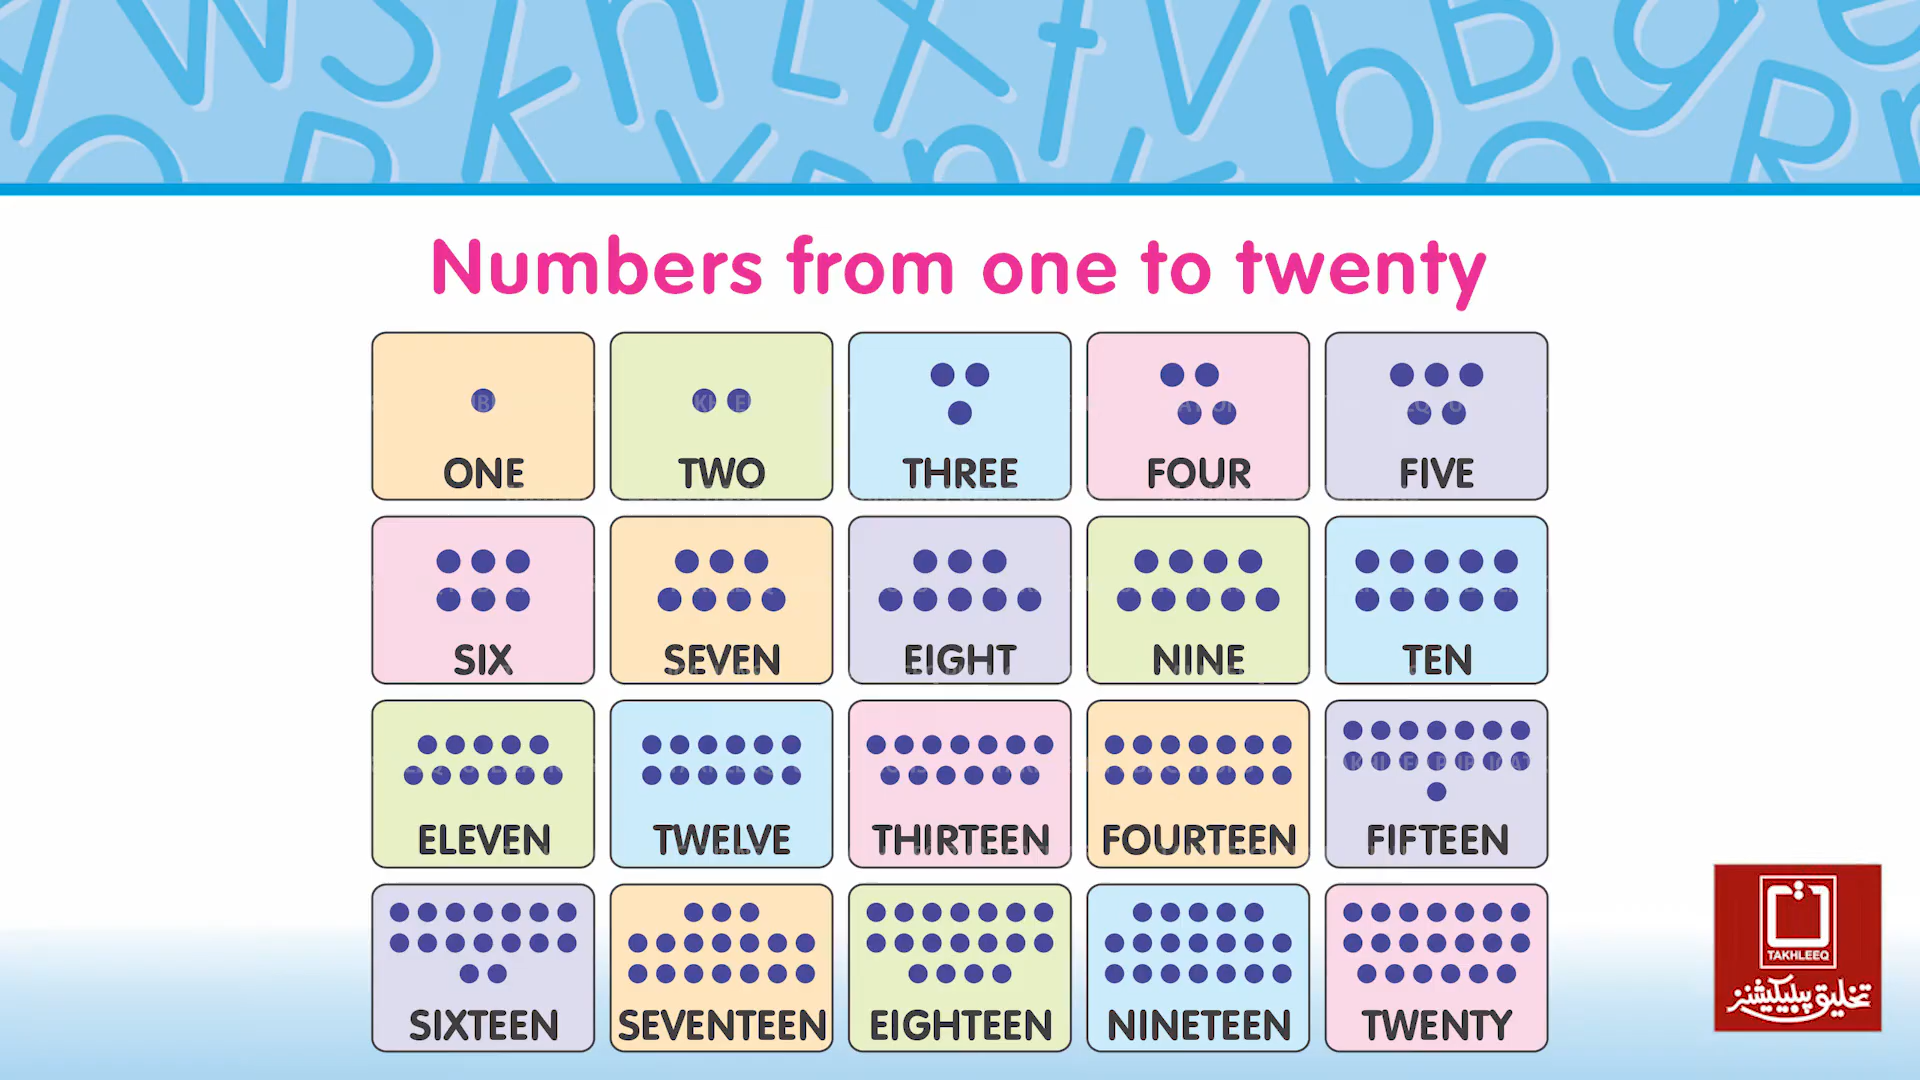 Numbers from one to twenty
ONE
TWO
THREE
FOUR
FIVE
SIX
SEVEN
EIGHT
NINE
TEN
ELEVEN
TWELVE
THIRTEEN
FOURTEEN
FIFTEEN
SIXTEEN
SEVENTEEN
EIGHTEEN
NINETEEN
TWENTY
TAKHLEEQ
تخلیق پبلیکیشنز